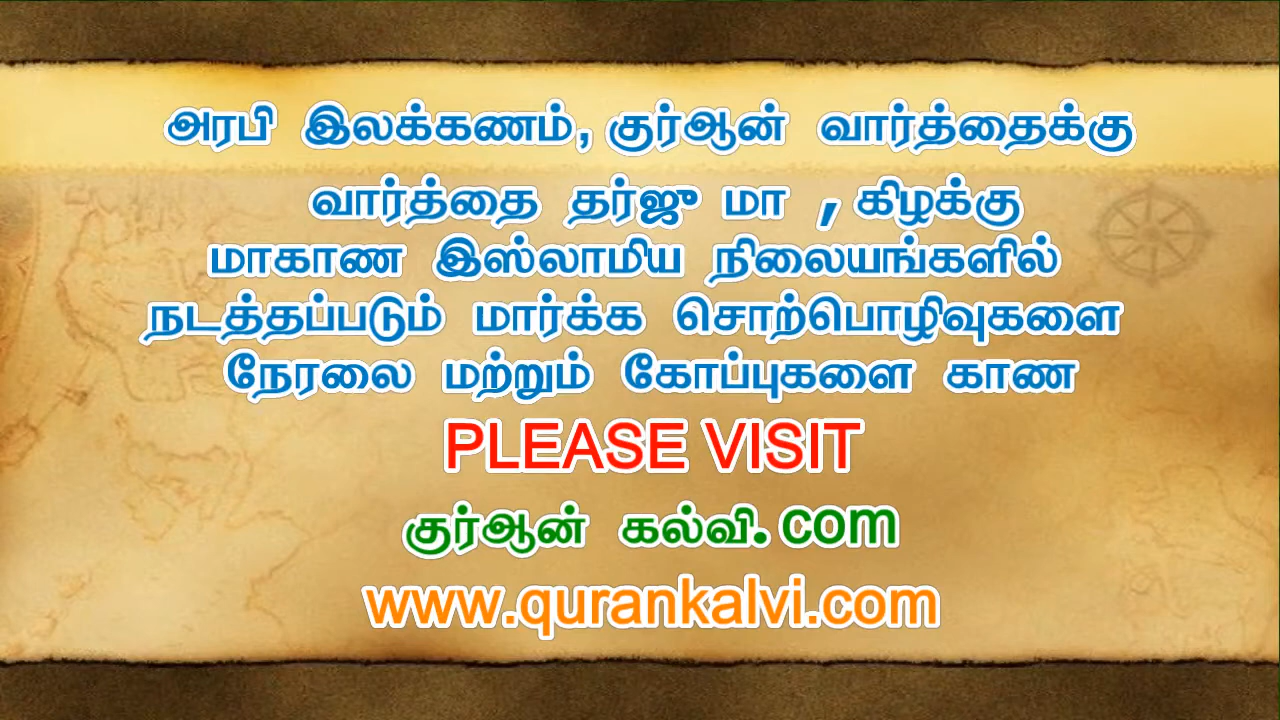 அரபி இலக்கணம், குர்ஆன் வார்த்தைக்கு
வார்த்தை தர்ஜு மா , கிழக்கு
மாகாண இஸ்லாமிய நிலையங்களில்
நடத்தப்படும் மார்க்க சொற்பொழிவுகளை
நேரலை மற்றும் கோப்புகளை காண
PLEASE VISIT
குர்ஆன் கல்வி.com
www.qurankalvi.com